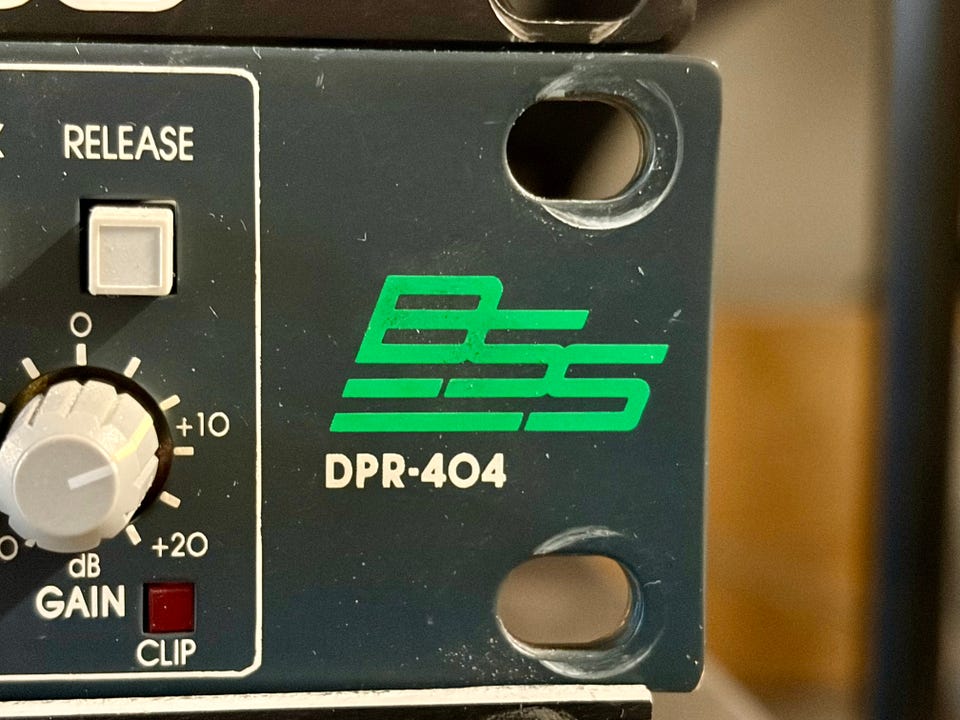 RELEASE
0
+10
+20
dB
GAIN
CLIP
BSS
DPR-404